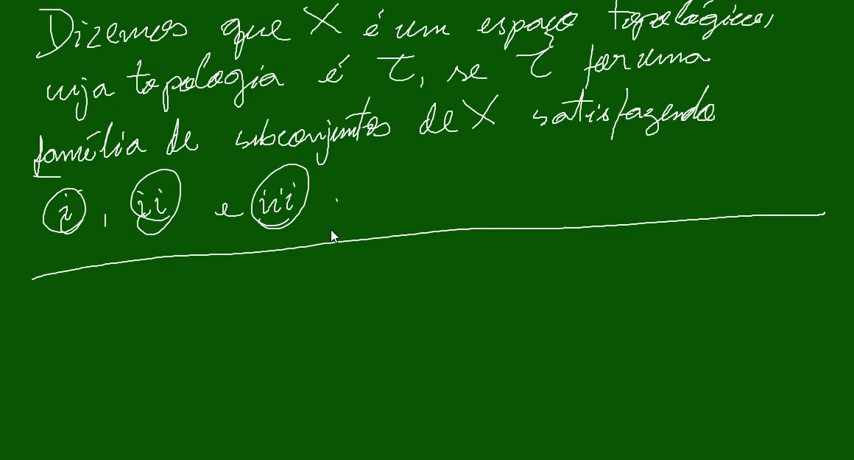 Dizemos que X é um espaço topológico,
cuja topologia é τ, se τ for uma
família de subconjuntos de X satisfazendo
i, ii e iii.